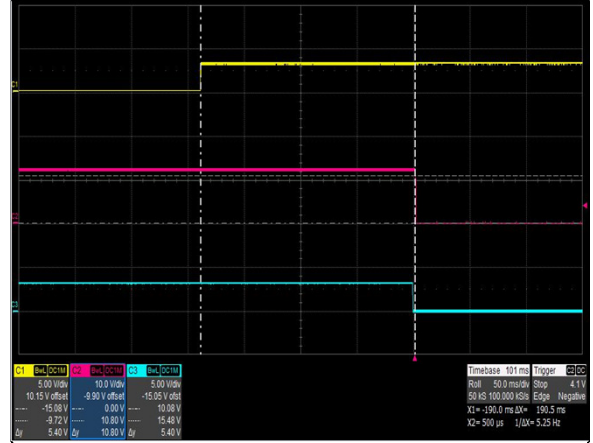 C1 BwL DC1M
5.00 V/div
10.15 V offset
-15.08 V
-9.72 V
Δy 5.40 V
C2 BwL DC1M
10.0 V/div
-9.90 V offset
0.00 V
10.80 V
Δy 10.80 V
C3 BwL DC1M
5.00 V/div
-15.05 V ofst
10.08 V
15.48 V
Δy 5.40 V
Timebase 101 ms
Roll 50.0 ms/div
50 kS 100.000 kS/s
Trigger C2 DC
Stop 4.1 V
Edge Negative
X1= -190.0 ms ΔX= 190.5 ms
X2= 500 µs 1/ΔX= 5.25 Hz